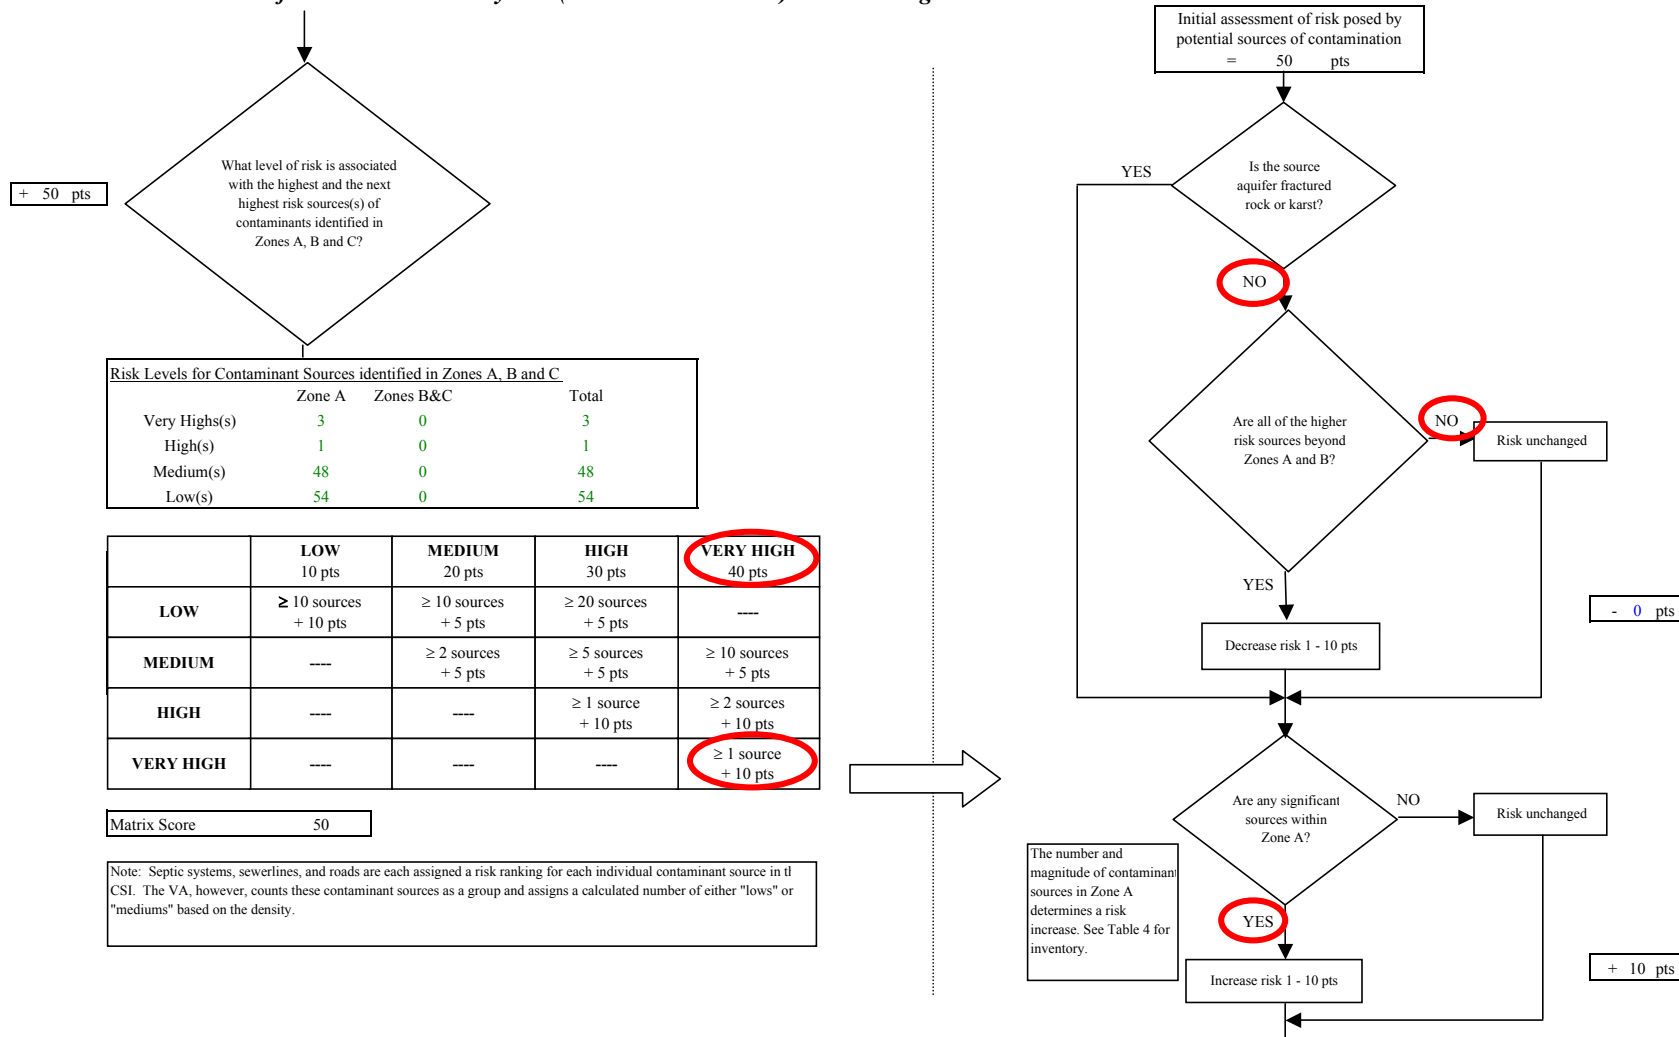 Initial assessment of risk posed by
potential sources of contamination
= 50 pts
What level of risk is associated
with the highest and the next
highest risk sources(s) of
contaminants identified in
Zones A, B and C?
+ 50 pts
Risk Levels for Contaminant Sources identified in Zones A, B and C
Zone A Zones B&C Total
Very Highs(s) 3 0 3
High(s) 1 0 1
Medium(s) 48 0 48
Low(s) 54 0 54
LOW MEDIUM HIGH VERY HIGH
10 pts 20 pts 30 pts 40 pts
LOW ≥ 10 sources ≥ 10 sources ≥ 20 sources ----
+ 10 pts + 5 pts + 5 pts
MEDIUM ---- ≥ 2 sources ≥ 5 sources ≥ 10 sources
+ 5 pts + 5 pts + 5 pts
HIGH ---- ---- ≥ 1 source ≥ 2 sources
+ 10 pts + 10 pts
VERY HIGH ---- ---- ---- ≥ 1 source
+ 10 pts
Matrix Score 50
Note: Septic systems, sewerlines, and roads are each assigned a risk ranking for each individual contaminant source in tl
CSI. The VA, however, counts these contaminant sources as a group and assigns a calculated number of either "lows" or
"mediums" based on the density.
YES
Is the source
aquifer fractured
rock or karst?
NO
Are all of the higher
risk sources beyond
Zones A and B?
NO
Risk unchanged
YES
Decrease risk 1 - 10 pts
- 0 pts
Are any significant
sources within
Zone A?
NO
Risk unchanged
The number and
magnitude of contaminant
sources in Zone A
determines a risk
increase. See Table 4 for
inventory.
YES
Increase risk 1 - 10 pts
+ 10 pts